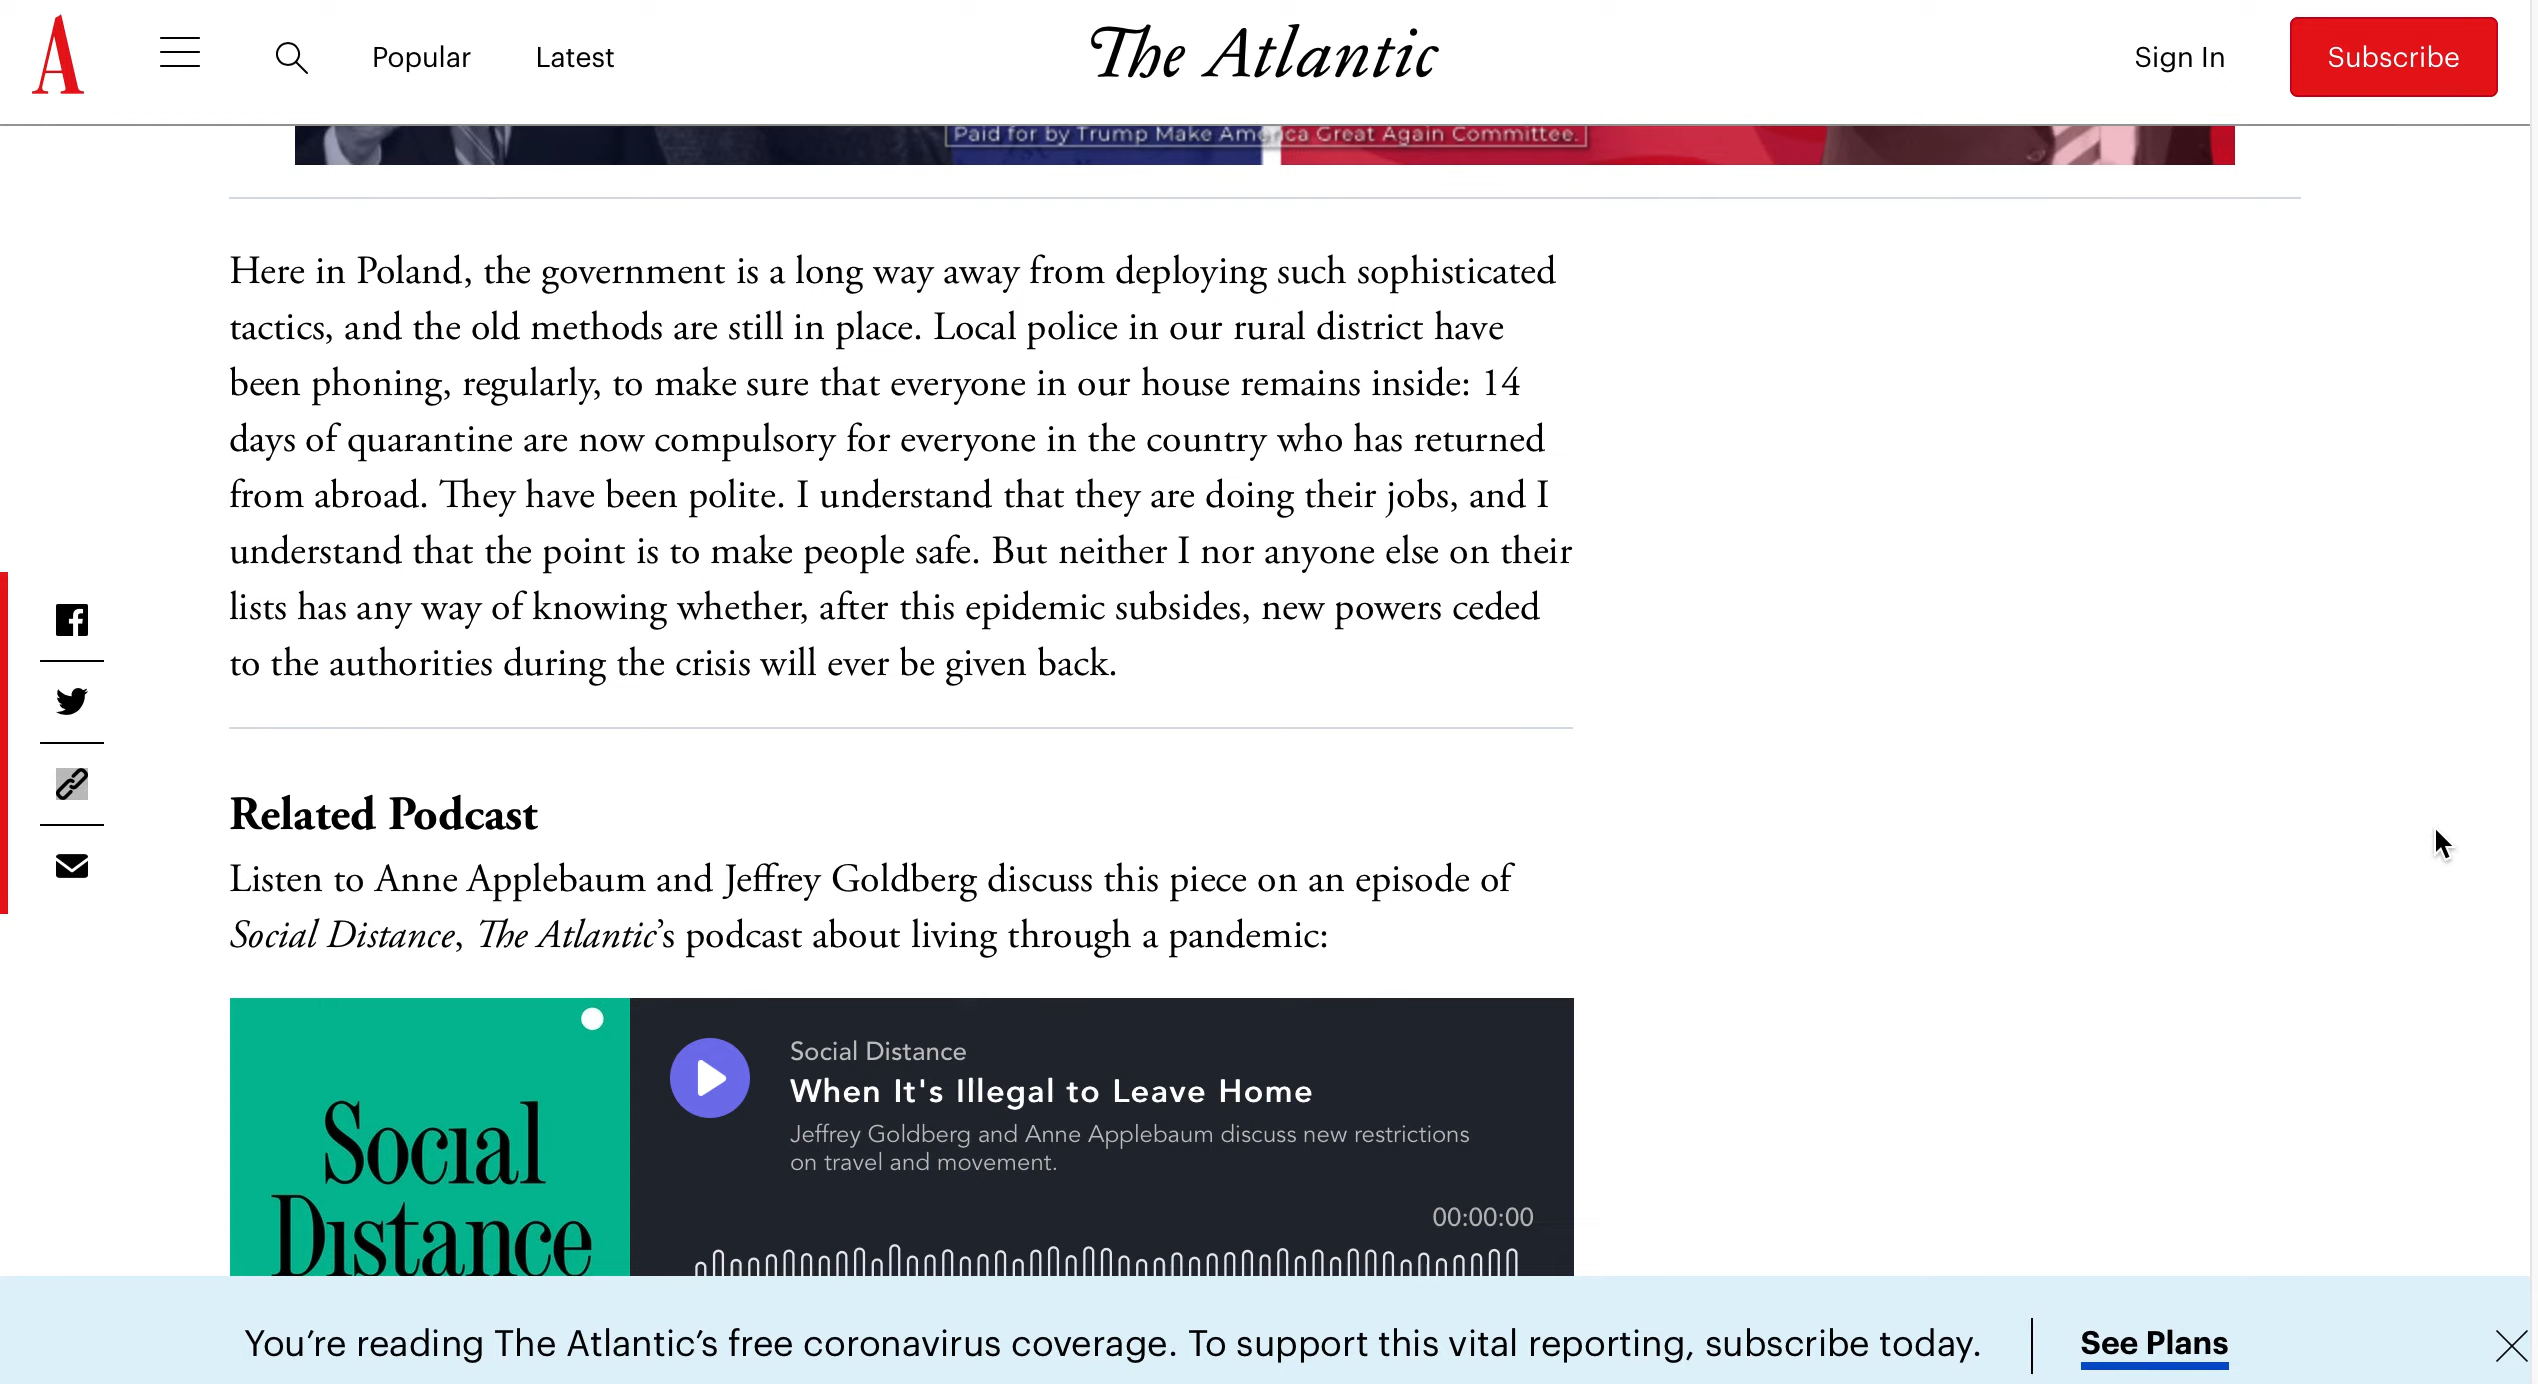 A
Popular
Latest
The Atlantic
Sign In
Subscribe
Paid for by Trump Make America Great Again Committee.
Here in Poland, the government is a long way away from deploying such sophisticated
tactics, and the old methods are still in place. Local police in our rural district have
been phoning, regularly, to make sure that everyone in our house remains inside: 14
days of quarantine are now compulsory for everyone in the country who has returned
from abroad. They have been polite. I understand that they are doing their jobs, and I
understand that the point is to make people safe. But neither I nor anyone else on their
lists has any way of knowing whether, after this epidemic subsides, new powers ceded
to the authorities during the crisis will ever be given back.
Related Podcast
Listen to Anne Applebaum and Jeffrey Goldberg discuss this piece on an episode of
Social Distance, The Atlantic’s podcast about living through a pandemic:
Social
Distance
Social Distance
When It's Illegal to Leave Home
Jeffrey Goldberg and Anne Applebaum discuss new restrictions
on travel and movement.
00:00:00
You’re reading The Atlantic’s free coronavirus coverage. To support this vital reporting, subscribe today.
See Plans